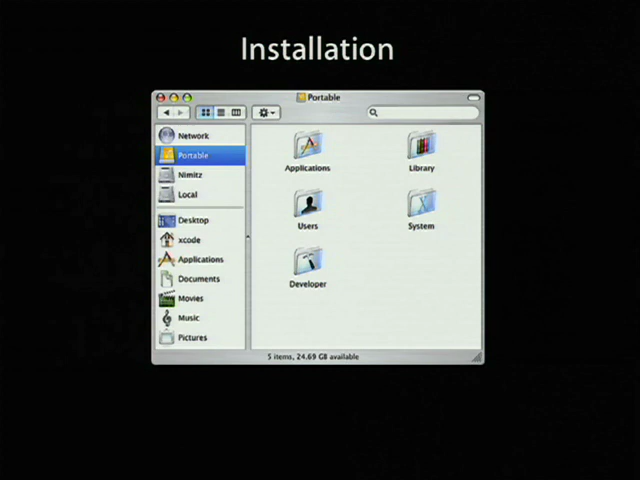 Installation
Portable
Network
Portable
Nimitz
Local
Desktop
xcode
Applications
Documents
Movies
Music
Pictures
Applications
Library
Users
System
Developer
5 items, 24.69 GB available